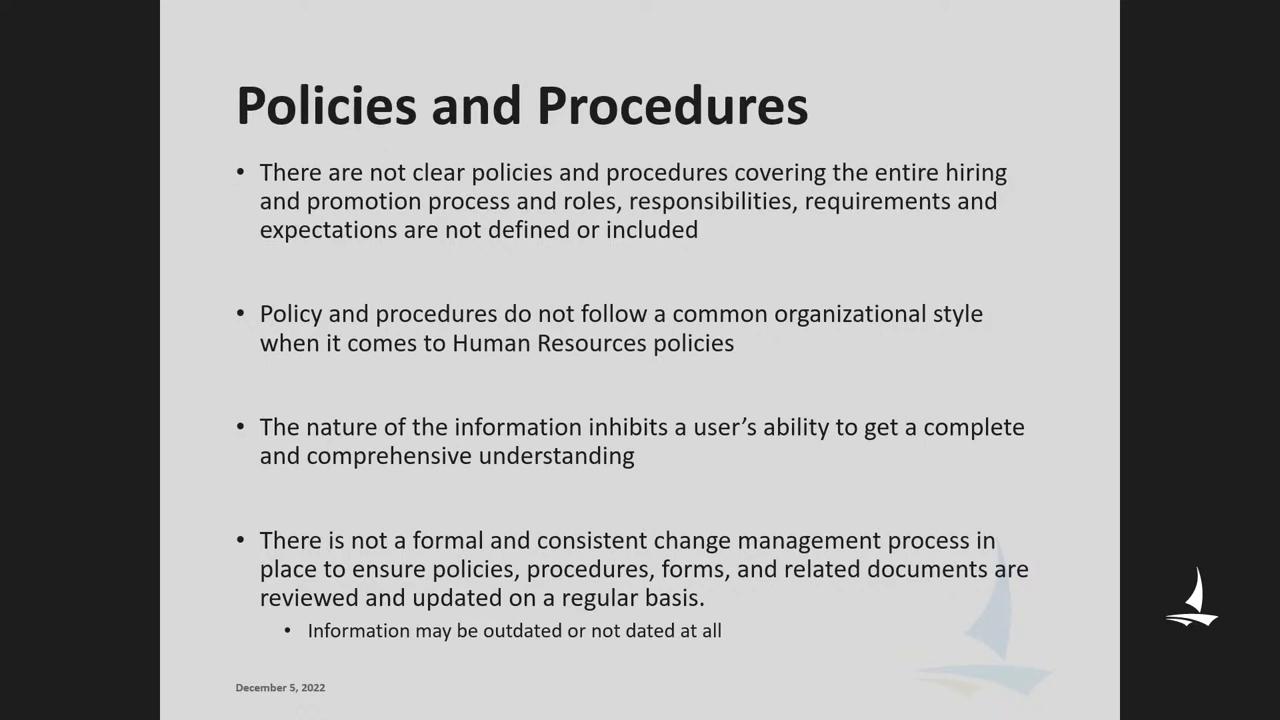 Policies and Procedures
• There are not clear policies and procedures covering the entire hiring
and promotion process and roles, responsibilities, requirements and
expectations are not defined or included
• Policy and procedures do not follow a common organizational style
when it comes to Human Resources policies
• The nature of the information inhibits a user’s ability to get a complete
and comprehensive understanding
• There is not a formal and consistent change management process in
place to ensure policies, procedures, forms, and related documents are
reviewed and updated on a regular basis.
• Information may be outdated or not dated at all
December 5, 2022